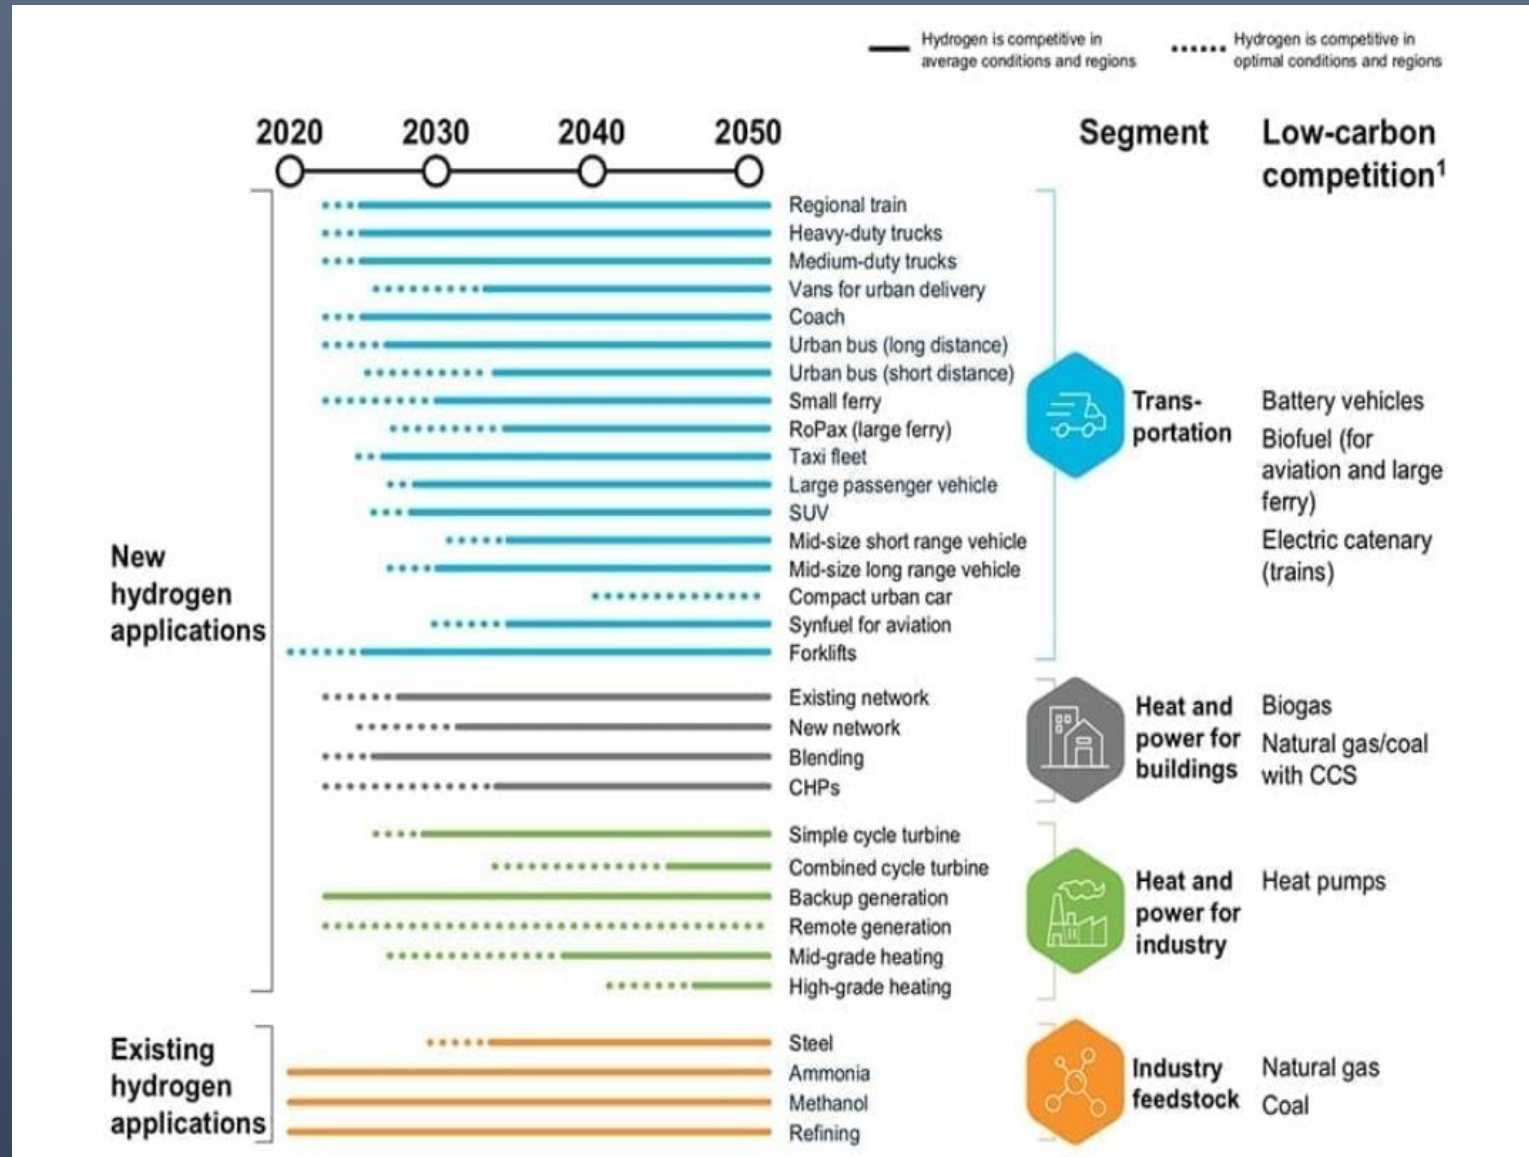 Hydrogen is competitive in
average conditions and regions
Hydrogen is competitive in
optimal conditions and regions
2020 2030 2040 2050
Segment
Low-carbon
competition¹
New
hydrogen
applications
Regional train
Heavy-duty trucks
Medium-duty trucks
Vans for urban delivery
Coach
Urban bus (long distance)
Urban bus (short distance)
Small ferry
RoPax (large ferry)
Taxi fleet
Large passenger vehicle
SUV
Mid-size short range vehicle
Mid-size long range vehicle
Compact urban car
Synfuel for aviation
Forklifts
Trans-
portation
Battery vehicles
Biofuel (for
aviation and large
ferry)
Electric catenary
(trains)
Existing network
New network
Blending
CHPs
Heat and
power for
buildings
Biogas
Natural gas/coal
with CCS
Simple cycle turbine
Combined cycle turbine
Backup generation
Remote generation
Mid-grade heating
High-grade heating
Heat and
power for
industry
Heat pumps
Existing
hydrogen
applications
Steel
Ammonia
Methanol
Refining
Industry
feedstock
Natural gas
Coal